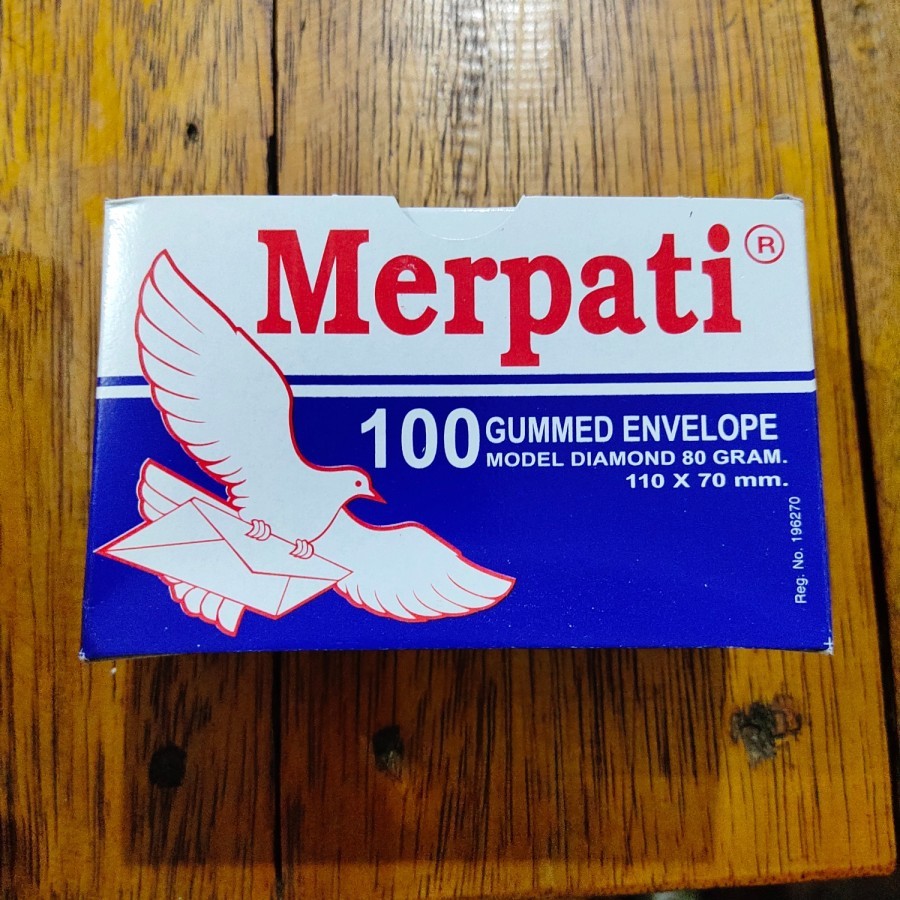 Merpati®
100 GUMMED ENVELOPE
MODEL DIAMOND 80 GRAM.
110 X 70 mm.
Reg. No. 196270